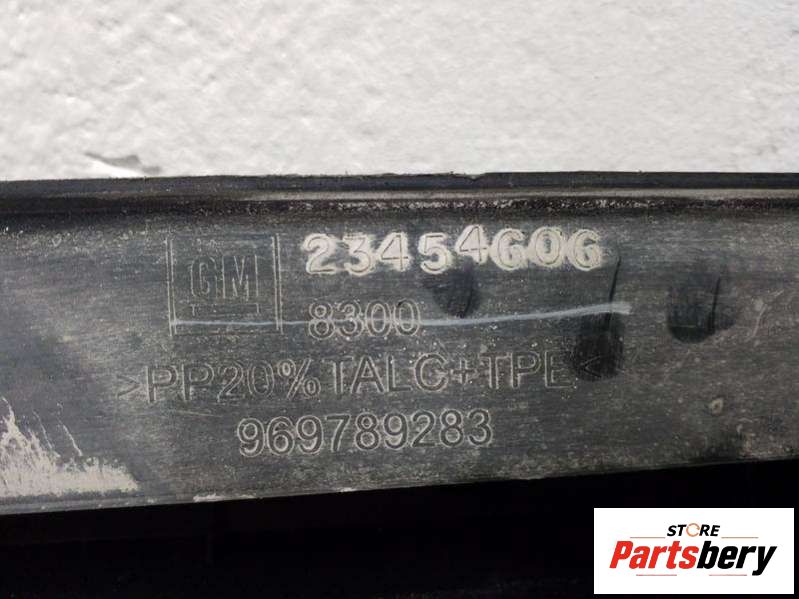 23454606
GM
8300
>PP20%TALC+TPE<
969789283
STORE
Partsbery